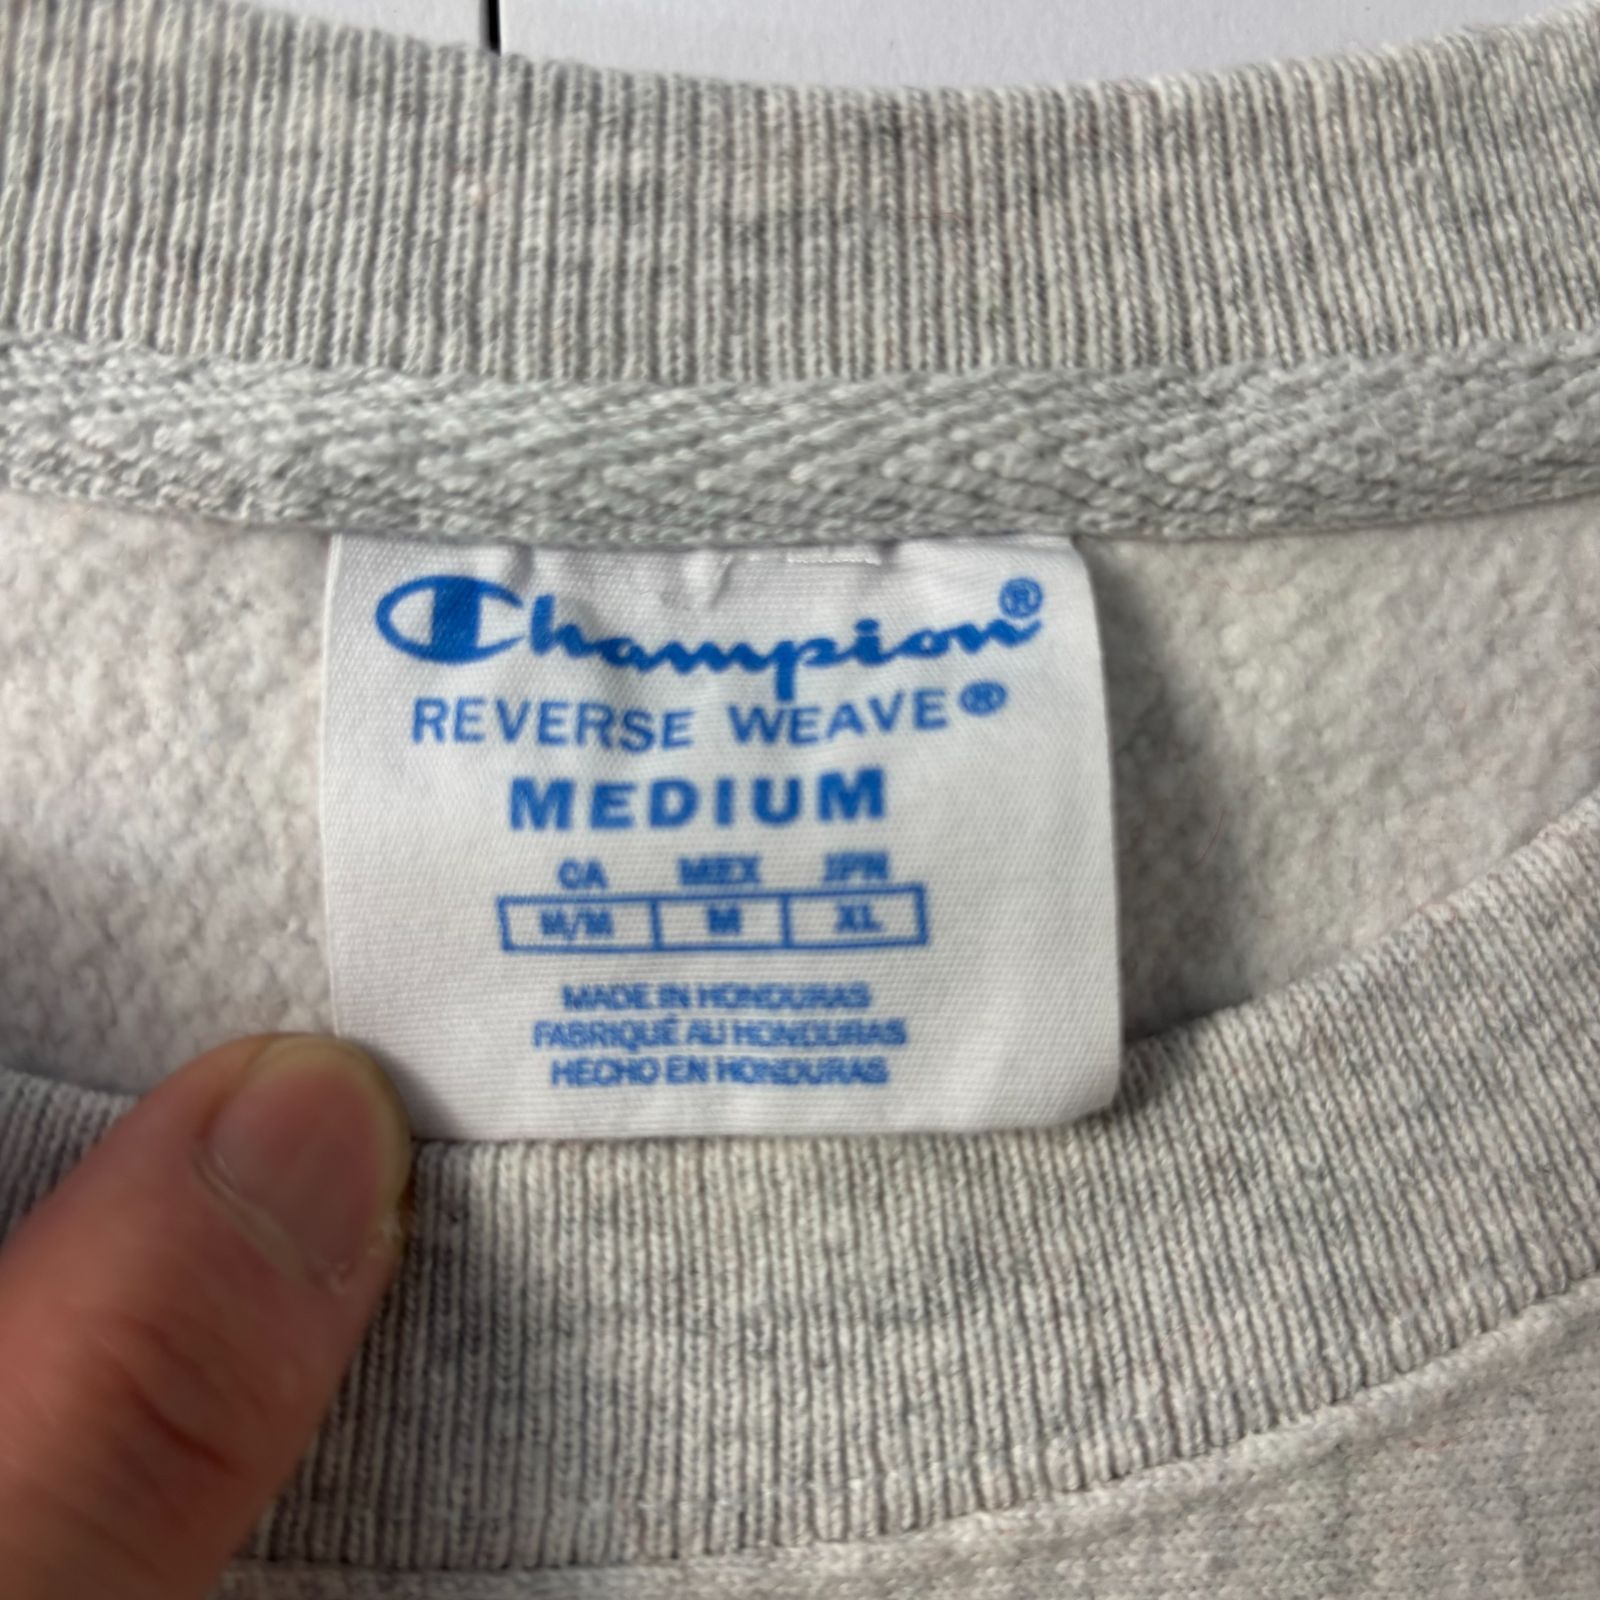 Champion®
REVERSE WEAVE®
MEDIUM
CA MEX JPN
M/M M XL
MADE IN HONDURAS
FABRIQUÉ AU HONDURAS
HECHO EN HONDURAS